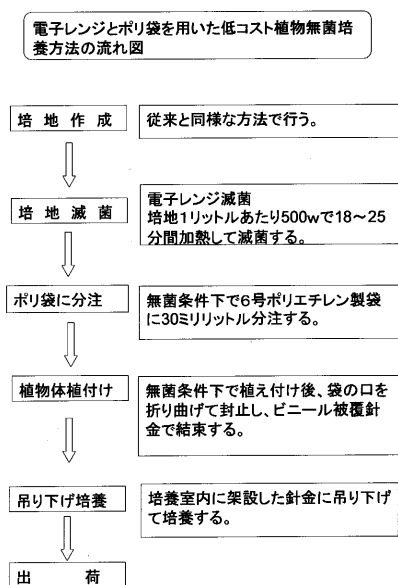 電子レンジとポリ袋を用いた低コスト植物無菌培
養方法の流れ図
培地作成
従来と同様な方法で行う。
培地滅菌
電子レンジ滅菌
培地1リットルあたり500wで18～25
分間加熱して滅菌する。
ポリ袋に分注
無菌条件下で6号ポリエチレン製袋
に30ミリリットル分注する。
植物体植付け
無菌条件下で植え付け後、袋の口を
折り曲げて封止し、ビニール被覆針
金で結束する。
吊り下げ培養
培養室内に架設した針金に吊り下げ
て培養する。
出荷